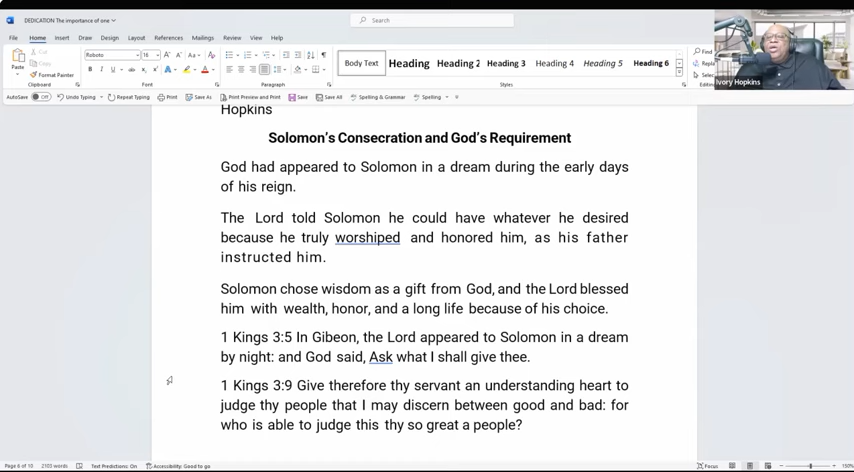 DEDICATION The importance of one
Search
File Home Insert Draw Design Layout References Mailings Review View Help
Paste
Cut
Copy
Format Painter
Clipboard
Roboto 16
Font
Paragraph
Body Text Heading Heading 2 Heading 3 Heading 4 Heading 5 Heading 6
Styles
Find
Editing
Ivory Hopkins
AutoSave Off Undo Typing Repeat Typing Print Save As Print Preview and Print Save Save All Spelling & Grammar Spelling
Hopkins
Solomon's Consecration and God's Requirement
God had appeared to Solomon in a dream during the early days
of his reign.
The Lord told Solomon he could have whatever he desired
because he truly worshiped and honored him, as his father
instructed him.
Solomon chose wisdom as a gift from God, and the Lord blessed
him with wealth, honor, and a long life because of his choice.
1 Kings 3:5 In Gibeon, the Lord appeared to Solomon in a dream
by night: and God said, Ask what I shall give thee.
1 Kings 3:9 Give therefore thy servant an understanding heart to
judge thy people that I may discern between good and bad: for
who is able to judge this thy so great a people?
Page 6 of 10 2103 words Text Predictions: On Accessibility: Good to go Focus 150%